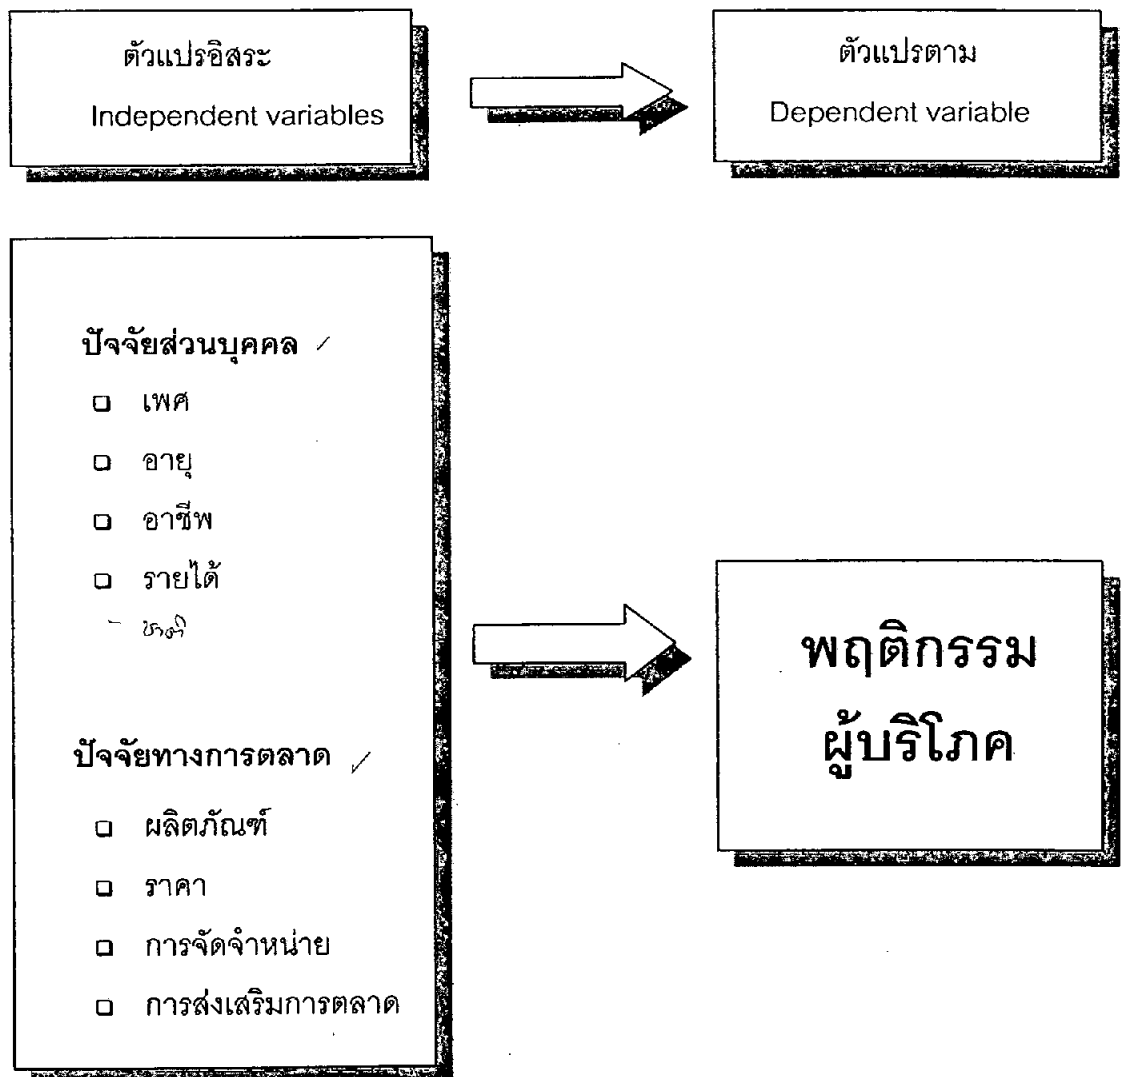 ตัวแปรอิสระ
Independent variables
ตัวแปรตาม
Dependent variable
ปัจจัยส่วนบุคคล
เพศ
อายุ
อาชีพ
รายได้
- ชาติ
ปัจจัยทางการตลาด
ผลิตภัณฑ์
ราคา
การจัดจำหน่าย
การส่งเสริมการตลาด
พฤติกรรม
ผู้บริโภค